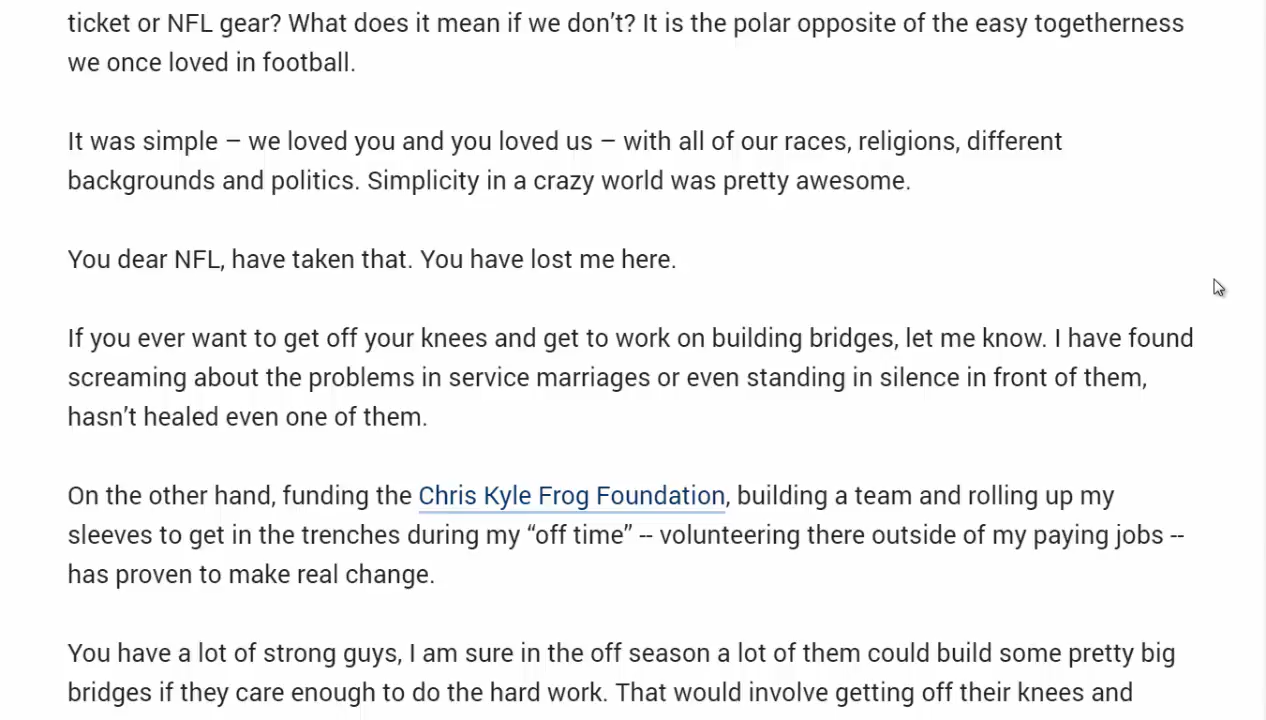 ticket or NFL gear? What does it mean if we don’t? It is the polar opposite of the easy togetherness
we once loved in football.
It was simple – we loved you and you loved us – with all of our races, religions, different
backgrounds and politics. Simplicity in a crazy world was pretty awesome.
You dear NFL, have taken that. You have lost me here.
If you ever want to get off your knees and get to work on building bridges, let me know. I have found
screaming about the problems in service marriages or even standing in silence in front of them,
hasn’t healed even one of them.
On the other hand, funding the Chris Kyle Frog Foundation, building a team and rolling up my
sleeves to get in the trenches during my “off time” -- volunteering there outside of my paying jobs --
has proven to make real change.
You have a lot of strong guys, I am sure in the off season a lot of them could build some pretty big
bridges if they care enough to do the hard work. That would involve getting off their knees and